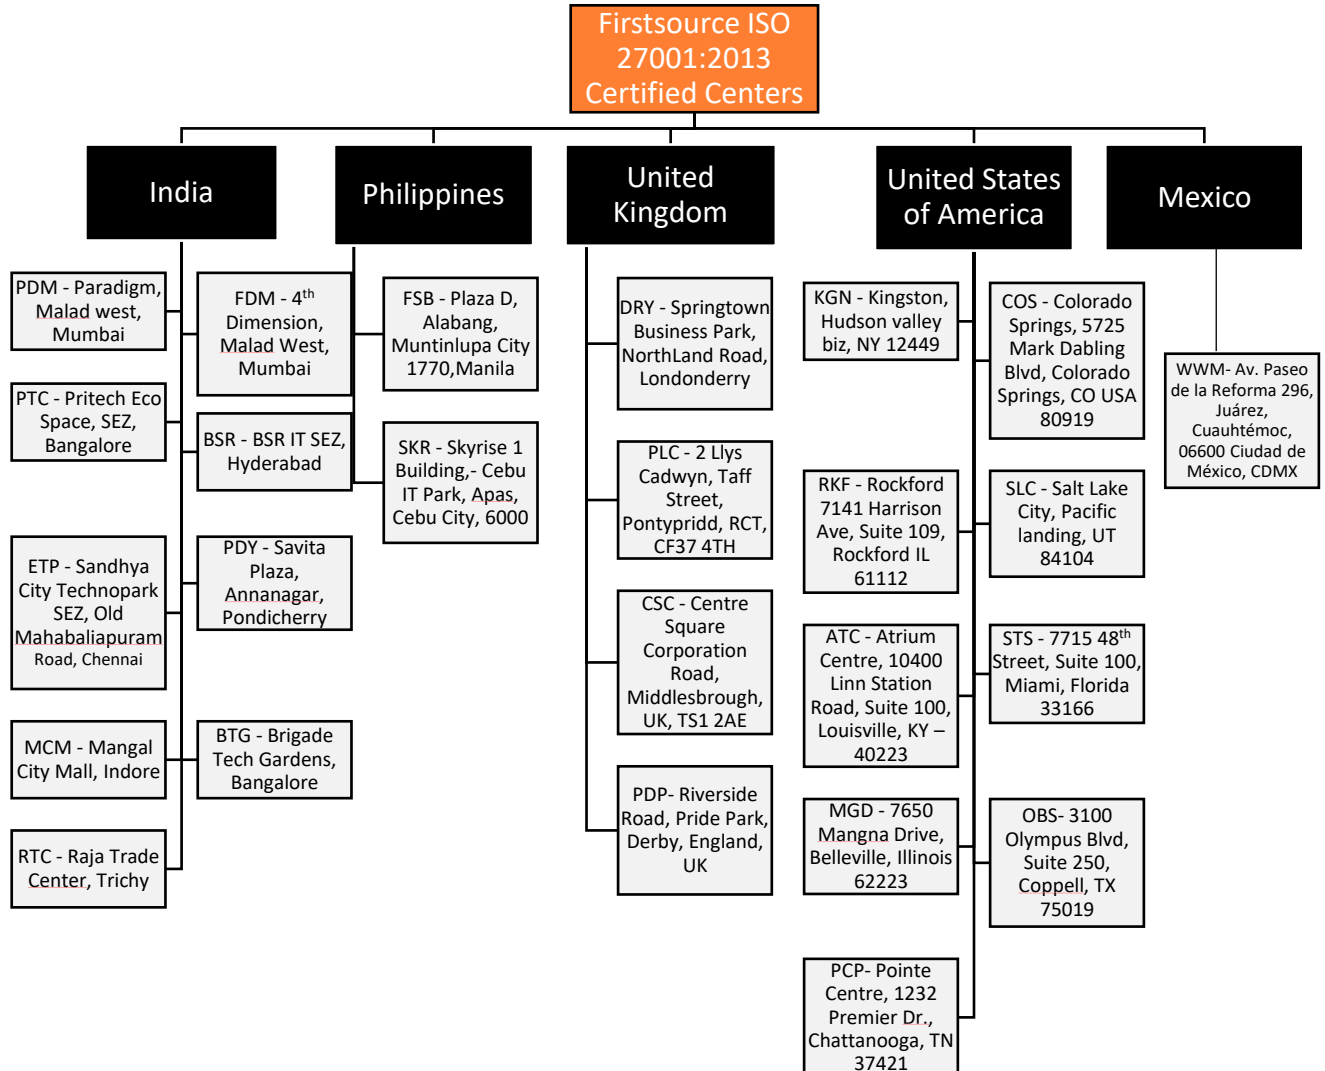 Firstsource ISO
27001:2013
Certified Centers
India
Philippines
United
Kingdom
United States
of America
Mexico
PDM - Paradigm,
Malad west,
Mumbai
FDM - 4th
Dimension,
Malad West,
Mumbai
PTC - Pritech Eco
Space, SEZ,
Bangalore
BSR - BSR IT SEZ,
Hyderabad
ETP - Sandhya
City Technopark
SEZ, Old
Mahabaliapuram
Road, Chennai
PDY - Savita
Plaza,
Annanagar,
Pondicherry
MCM - Mangal
City Mall, Indore
BTG - Brigade
Tech Gardens,
Bangalore
RTC - Raja Trade
Center, Trichy
FSB - Plaza D,
Alabang,
Muntinlupa City
1770,Manila
SKR - Skyrise 1
Building,- Cebu
IT Park, Apas,
Cebu City, 6000
DRY - Springtown
Business Park,
NorthLand Road,
Londonderry
PLC - 2 Llys
Cadwyn, Taff
Street,
Pontypridd, RCT,
CF37 4TH
CSC - Centre
Square
Corporation
Road,
Middlesbrough,
UK, TS1 2AE
PDP- Riverside
Road, Pride Park,
Derby, England,
UK
KGN - Kingston,
Hudson valley
biz, NY 12449
COS - Colorado
Springs, 5725
Mark Dabling
Blvd, Colorado
Springs, CO USA
80919
RKF - Rockford
7141 Harrison
Ave, Suite 109,
Rockford IL
61112
SLC - Salt Lake
City, Pacific
landing, UT
84104
ATC - Atrium
Centre, 10400
Linn Station
Road, Suite 100,
Louisville, KY –
40223
STS - 7715 48th
Street, Suite 100,
Miami, Florida
33166
MGD - 7650
Mangna Drive,
Belleville, Illinois
62223
OBS- 3100
Olympus Blvd,
Suite 250,
Coppell, TX
75019
PCP- Pointe
Centre, 1232
Premier Dr.,
Chattanooga, TN
37421
WWM- Av. Paseo
de la Reforma 296,
Juárez,
Cuauhtémoc,
06600 Ciudad de
México, CDMX